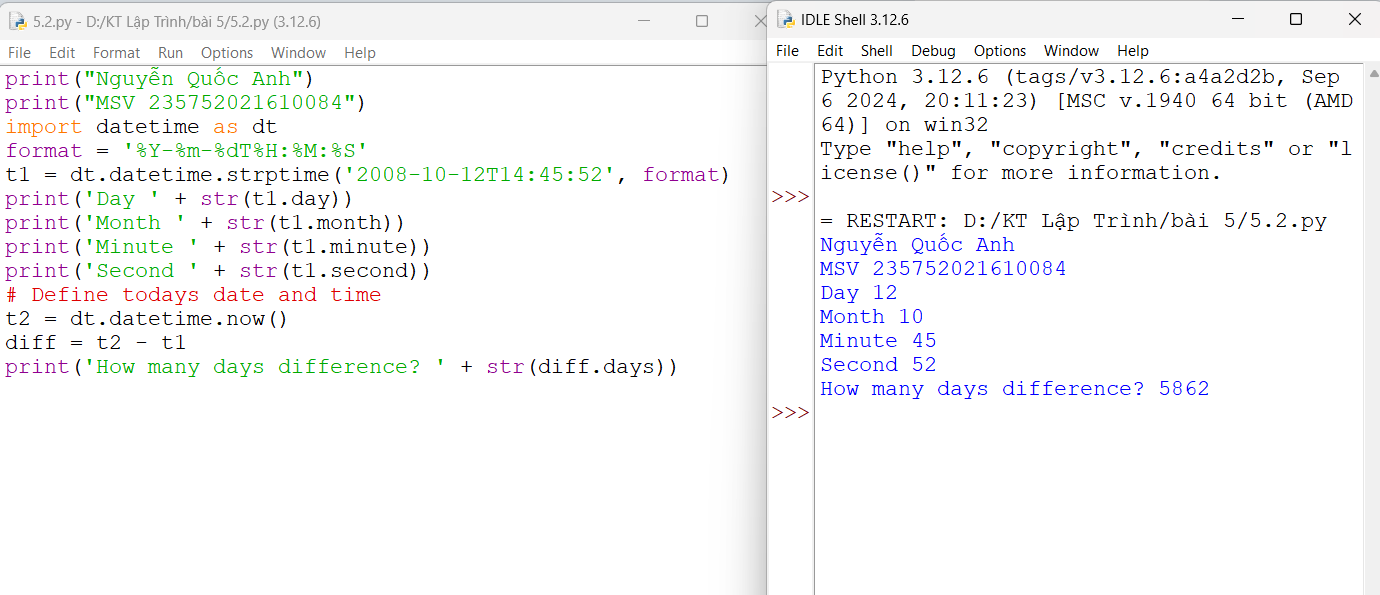 5.2.py - D:/KT Lập Trình/bài 5/5.2.py (3.12.6)
File Edit Format Run Options Window Help
print("Nguyễn Quốc Anh")
print("MSV 235752021610084")
import datetime as dt
format = '%Y-%m-%dT%H:%M:%S'
t1 = dt.datetime.strptime('2008-10-12T14:45:52', format)
print('Day ' + str(t1.day))
print('Month ' + str(t1.month))
print('Minute ' + str(t1.minute))
print('Second ' + str(t1.second))
# Define todays date and time
t2 = dt.datetime.now()
diff = t2 - t1
print('How many days difference? ' + str(diff.days))
IDLE Shell 3.12.6
File Edit Shell Debug Options Window Help
Python 3.12.6 (tags/v3.12.6:a4a2d2b, Sep
6 2024, 20:11:23) [MSC v.1940 64 bit (AMD
64)] on win32
Type "help", "copyright", "credits" or "l
icense()" for more information.
>>>
= RESTART: D:/KT Lập Trình/bài 5/5.2.py
Nguyễn Quốc Anh
MSV 235752021610084
Day 12
Month 10
Minute 45
Second 52
How many days difference? 5862
>>>